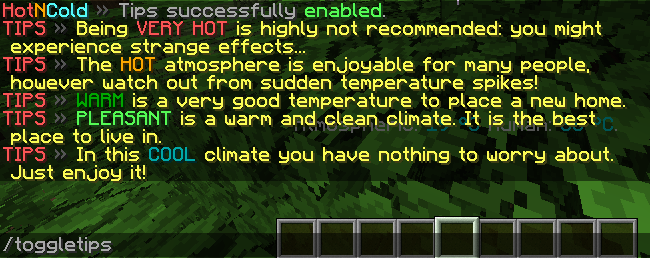 HotNCold » Tips successfully enabled.
TIPS » Being VERY HOT is highly not recommended: you might
experience strange effects...
TIPS » The HOT atmosphere is enjoyable for many people,
however watch out from sudden temperature spikes!
TIPS » WARM is a very good temperature to place a new home.
TIPS » PLEASANT is a warm and clean climate. It is the best
place to live in.
TIPS » In this COOL climate you have nothing to worry about.
Just enjoy it!
/toggletips